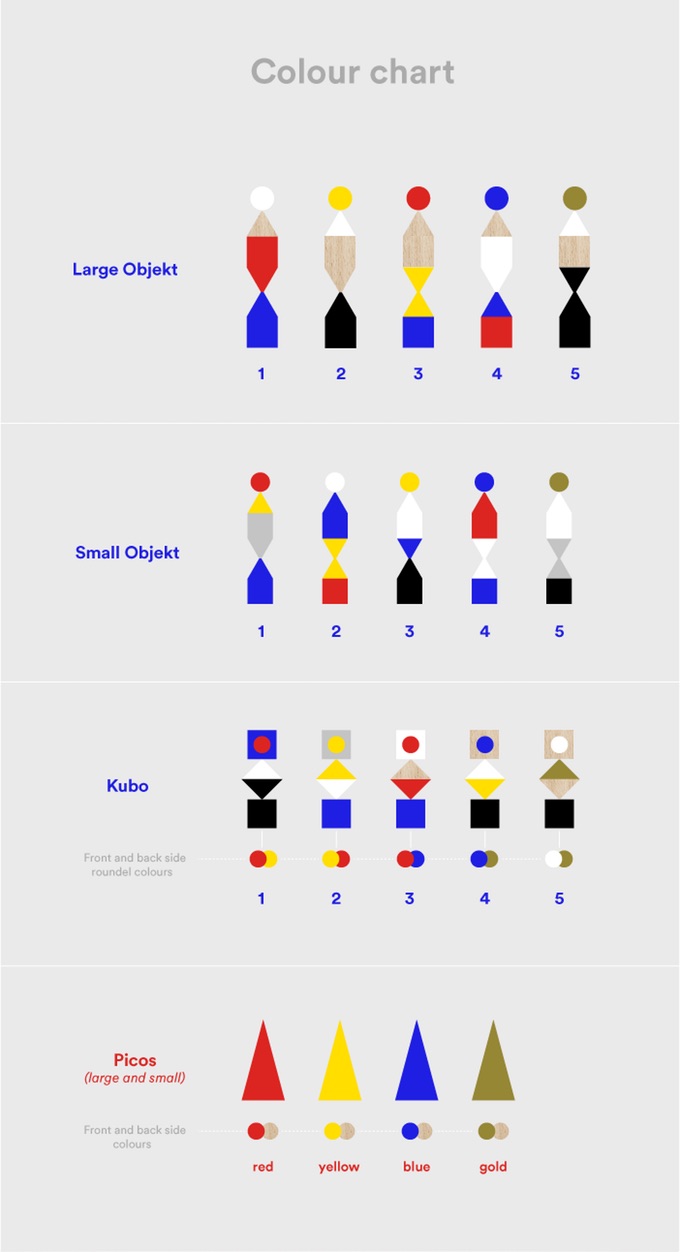 Colour chart
Large Objekt
1 2 3 4 5
Small Objekt
1 2 3 4 5
Kubo
Front and back side
roundel colours
1 2 3 4 5
Picos
(large and small)
Front and back side
colours
red yellow blue gold